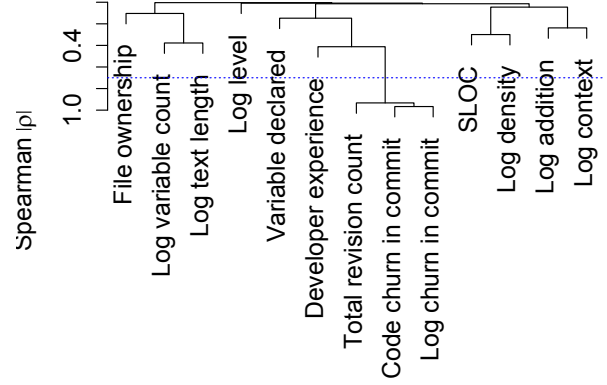 Spearman |ρ|
0.4
1.0
File ownership
Log variable count
Log text length
Log level
Variable declared
Developer experience
Total revision count
Code churn in commit
Log churn in commit
SLOC
Log density
Log addition
Log context